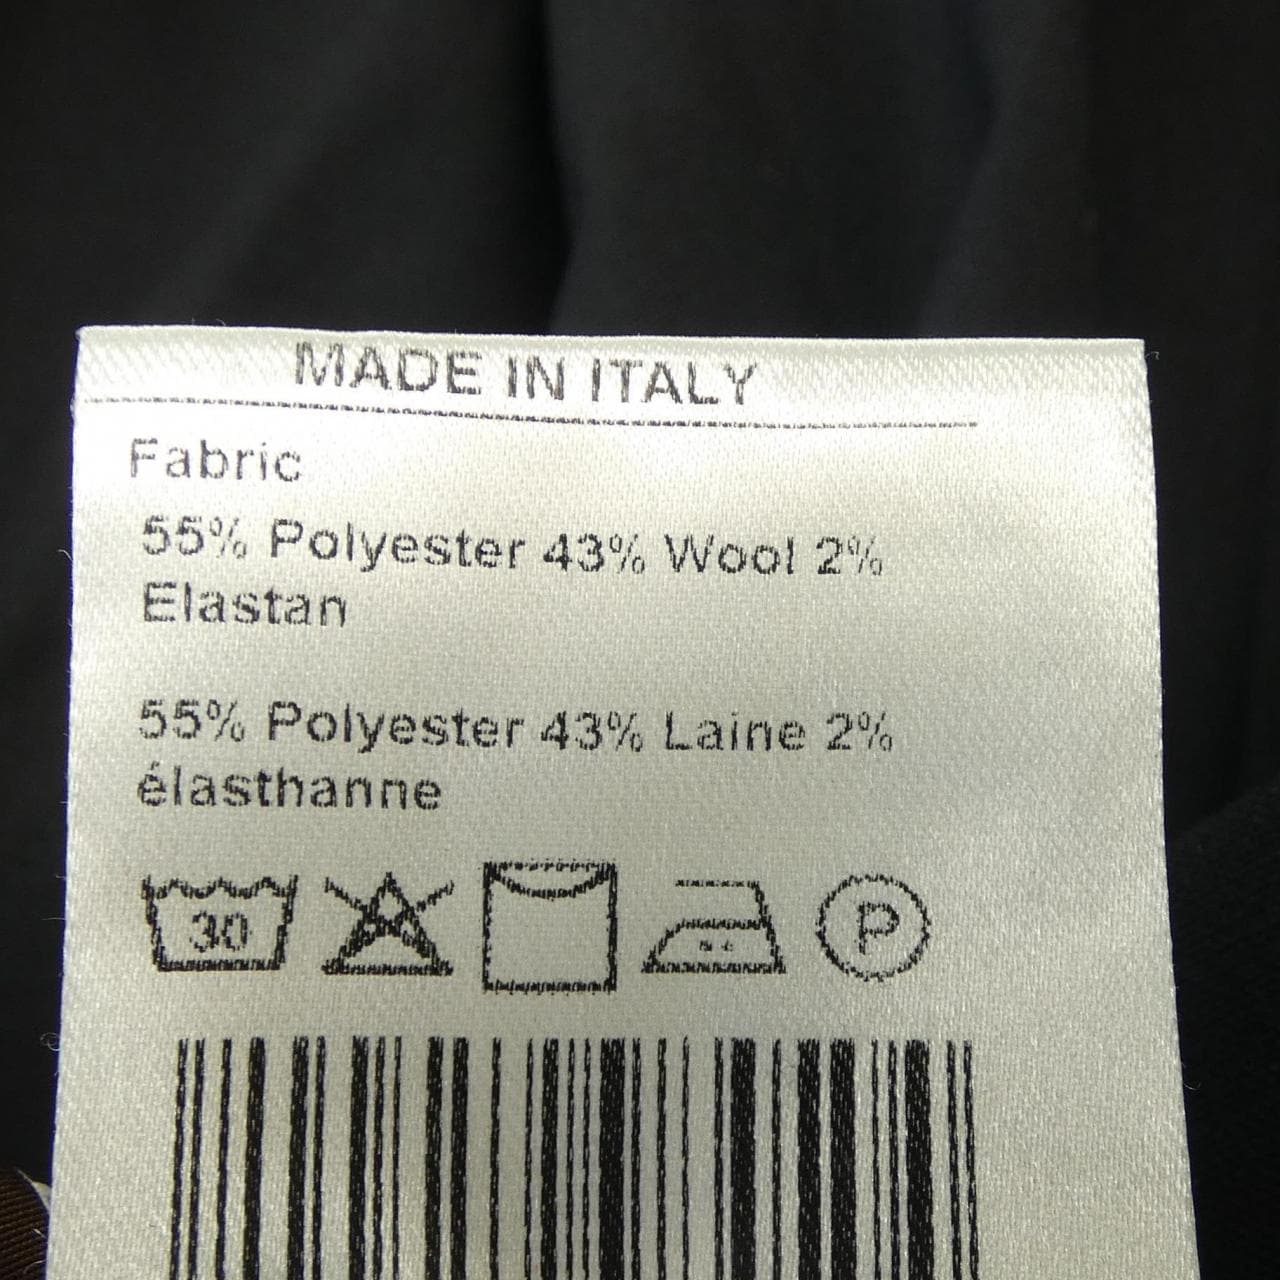 MADE IN ITALY
Fabric
55% Polyester 43% Wool 2%
Elastan
55% Polyester 43% Laine 2%
élasthanne
30
P